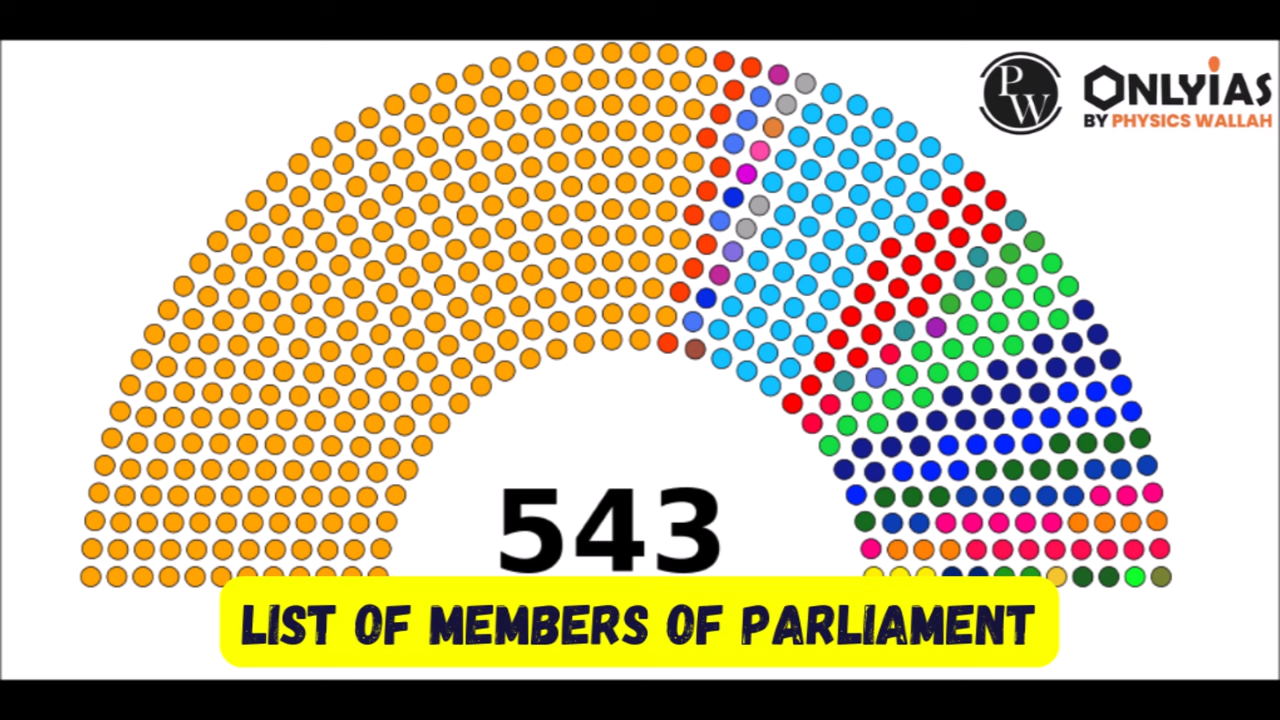 PW
ONLYIAS
BY PHYSICS WALLAH
543
LIST OF MEMBERS OF PARLIAMENT